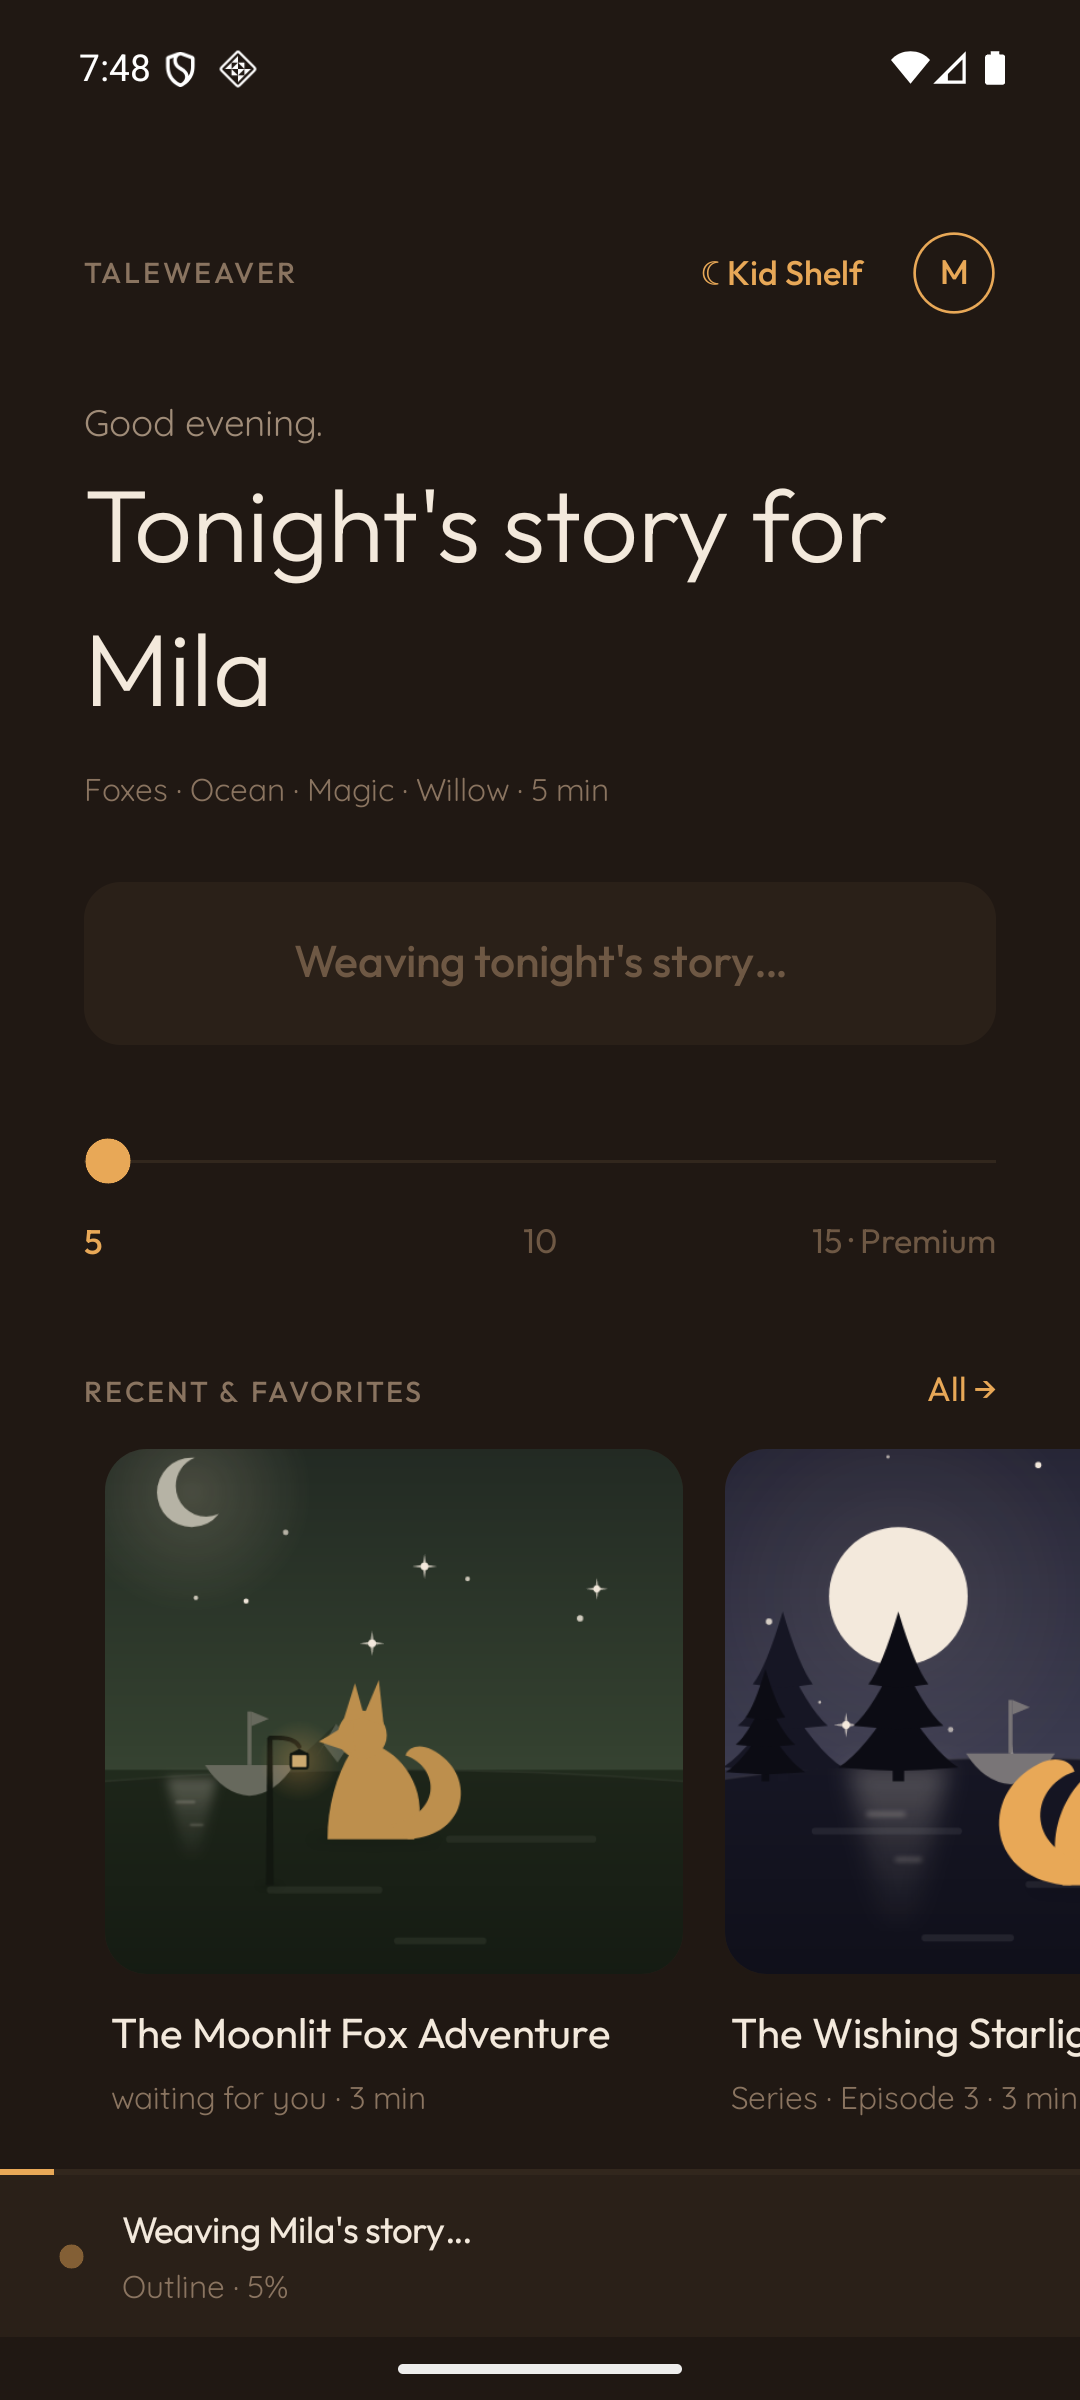 7:48
TALEWEAVER
☾Kid Shelf
M
Good evening.
Tonight's story for
Mila
Foxes · Ocean · Magic · Willow · 5 min
Weaving tonight's story...
5
10
15 · Premium
RECENT & FAVORITES
All →
The Moonlit Fox Adventure
waiting for you · 3 min
The Wishing
Series · Episode 3 · 3 min
Weaving Mila's story...
Outline · 5%